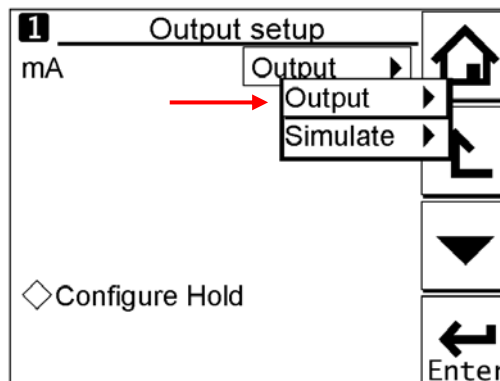 1 Output setup
mA Output
Output
Simulate
Configure Hold
Enter